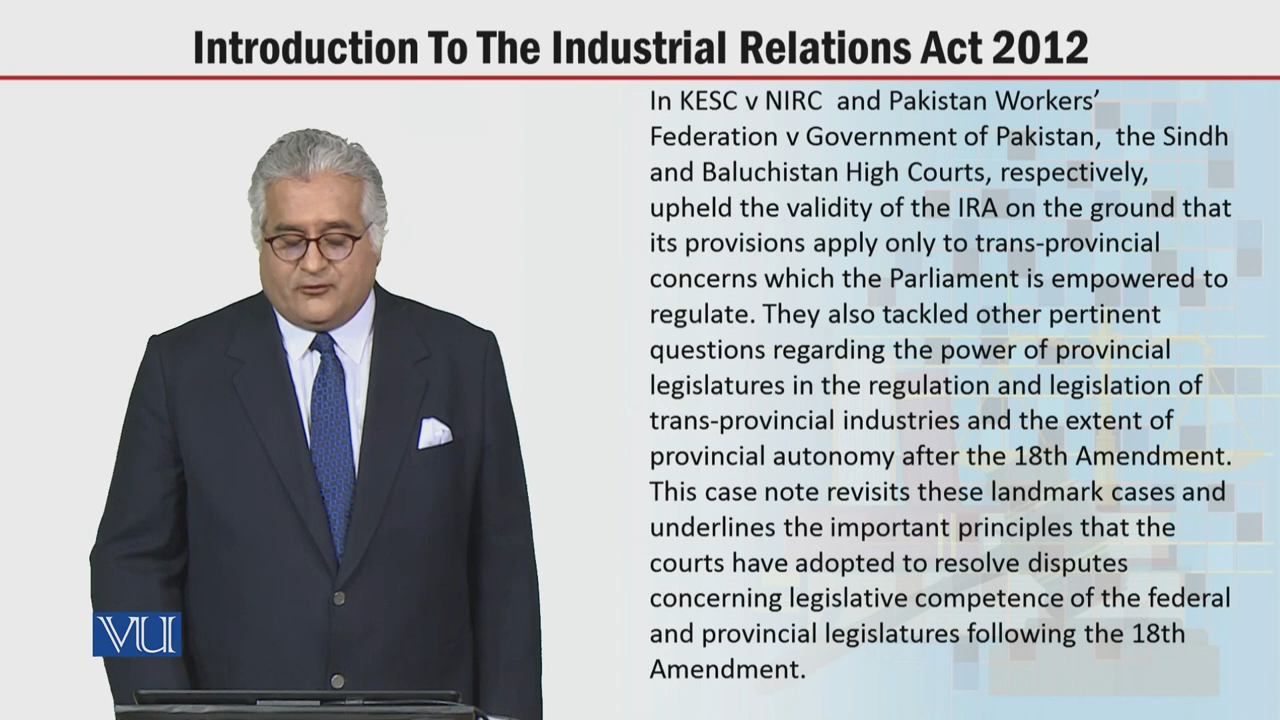 Introduction To The Industrial Relations Act 2012
In KESC v NIRC  and Pakistan Workers’
Federation v Government of Pakistan,  the Sindh
and Baluchistan High Courts, respectively,
upheld the validity of the IRA on the ground that
its provisions apply only to trans-provincial
concerns which the Parliament is empowered to
regulate. They also tackled other pertinent
questions regarding the power of provincial
legislatures in the regulation and legislation of
trans-provincial industries and the extent of
provincial autonomy after the 18th Amendment.
This case note revisits these landmark cases and
underlines the important principles that the
courts have adopted to resolve disputes
concerning legislative competence of the federal
and provincial legislatures following the 18th
Amendment.
VU